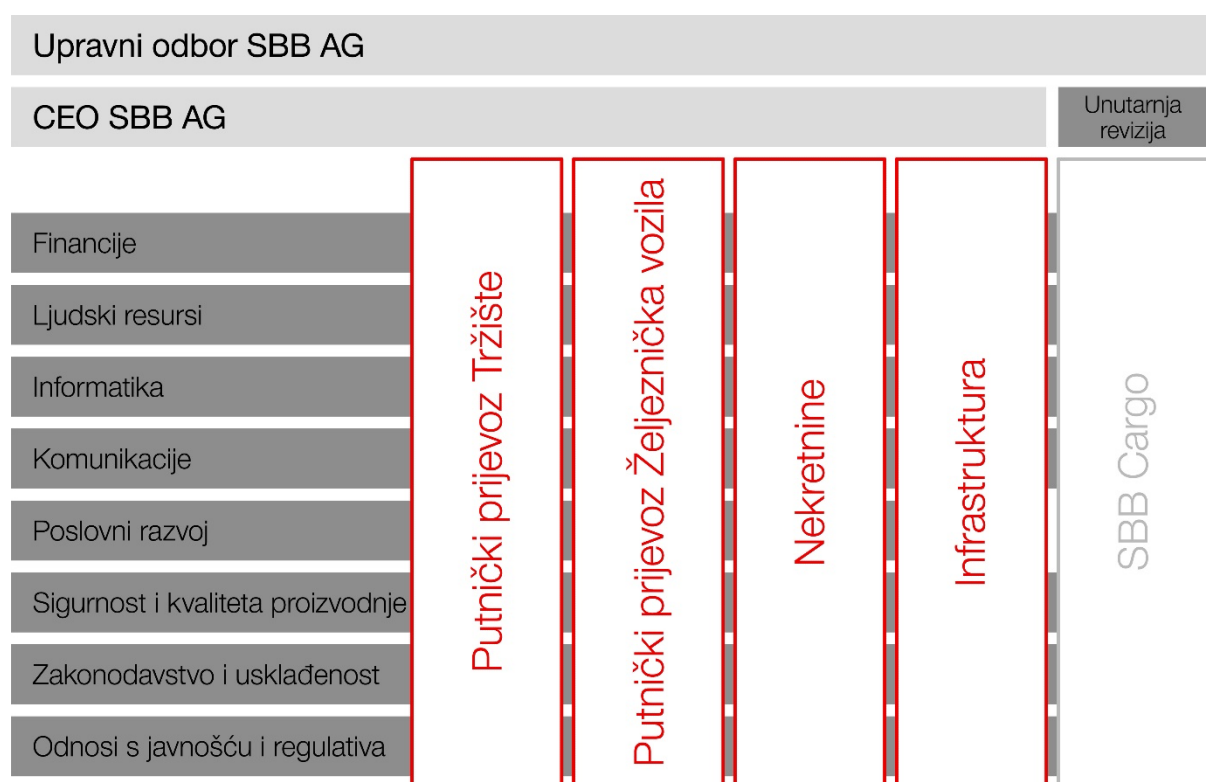 Upravni odbor SBB AG
CEO SBB AG
Unutarnja
revizija
Financije
Ljudski resursi
Informatika
Komunikacije
Poslovni razvoj
Sigurnost i kvaliteta proizvodnje
Zakonodavstvo i usklađenost
Odnosi s javnošću i regulativa
Putnički prijevoz Tržište
Putnički prijevoz Željeznička vozila
Nekretnine
Infrastruktura
SBB Cargo